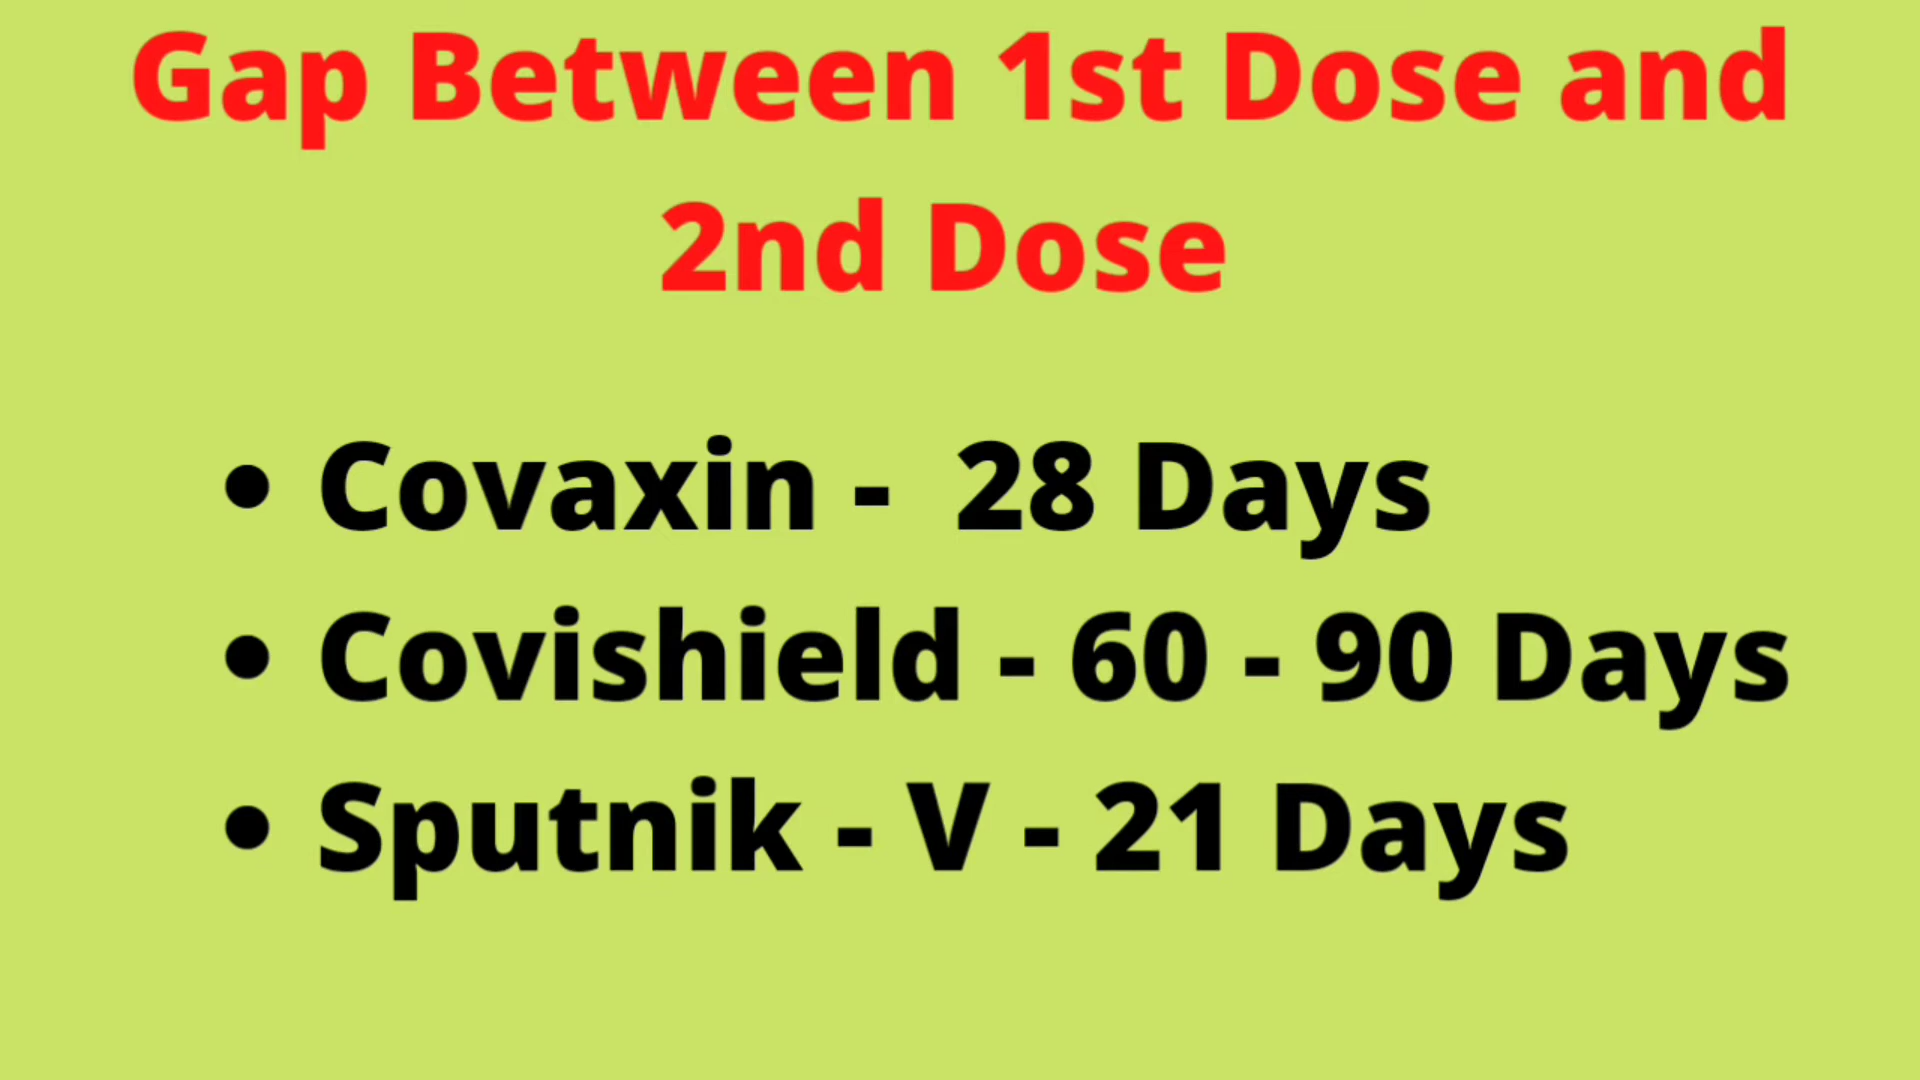 Gap Between 1st Dose and
2nd Dose
• Covaxin - 28 Days
• Covishield - 60 - 90 Days
• Sputnik - V - 21 Days